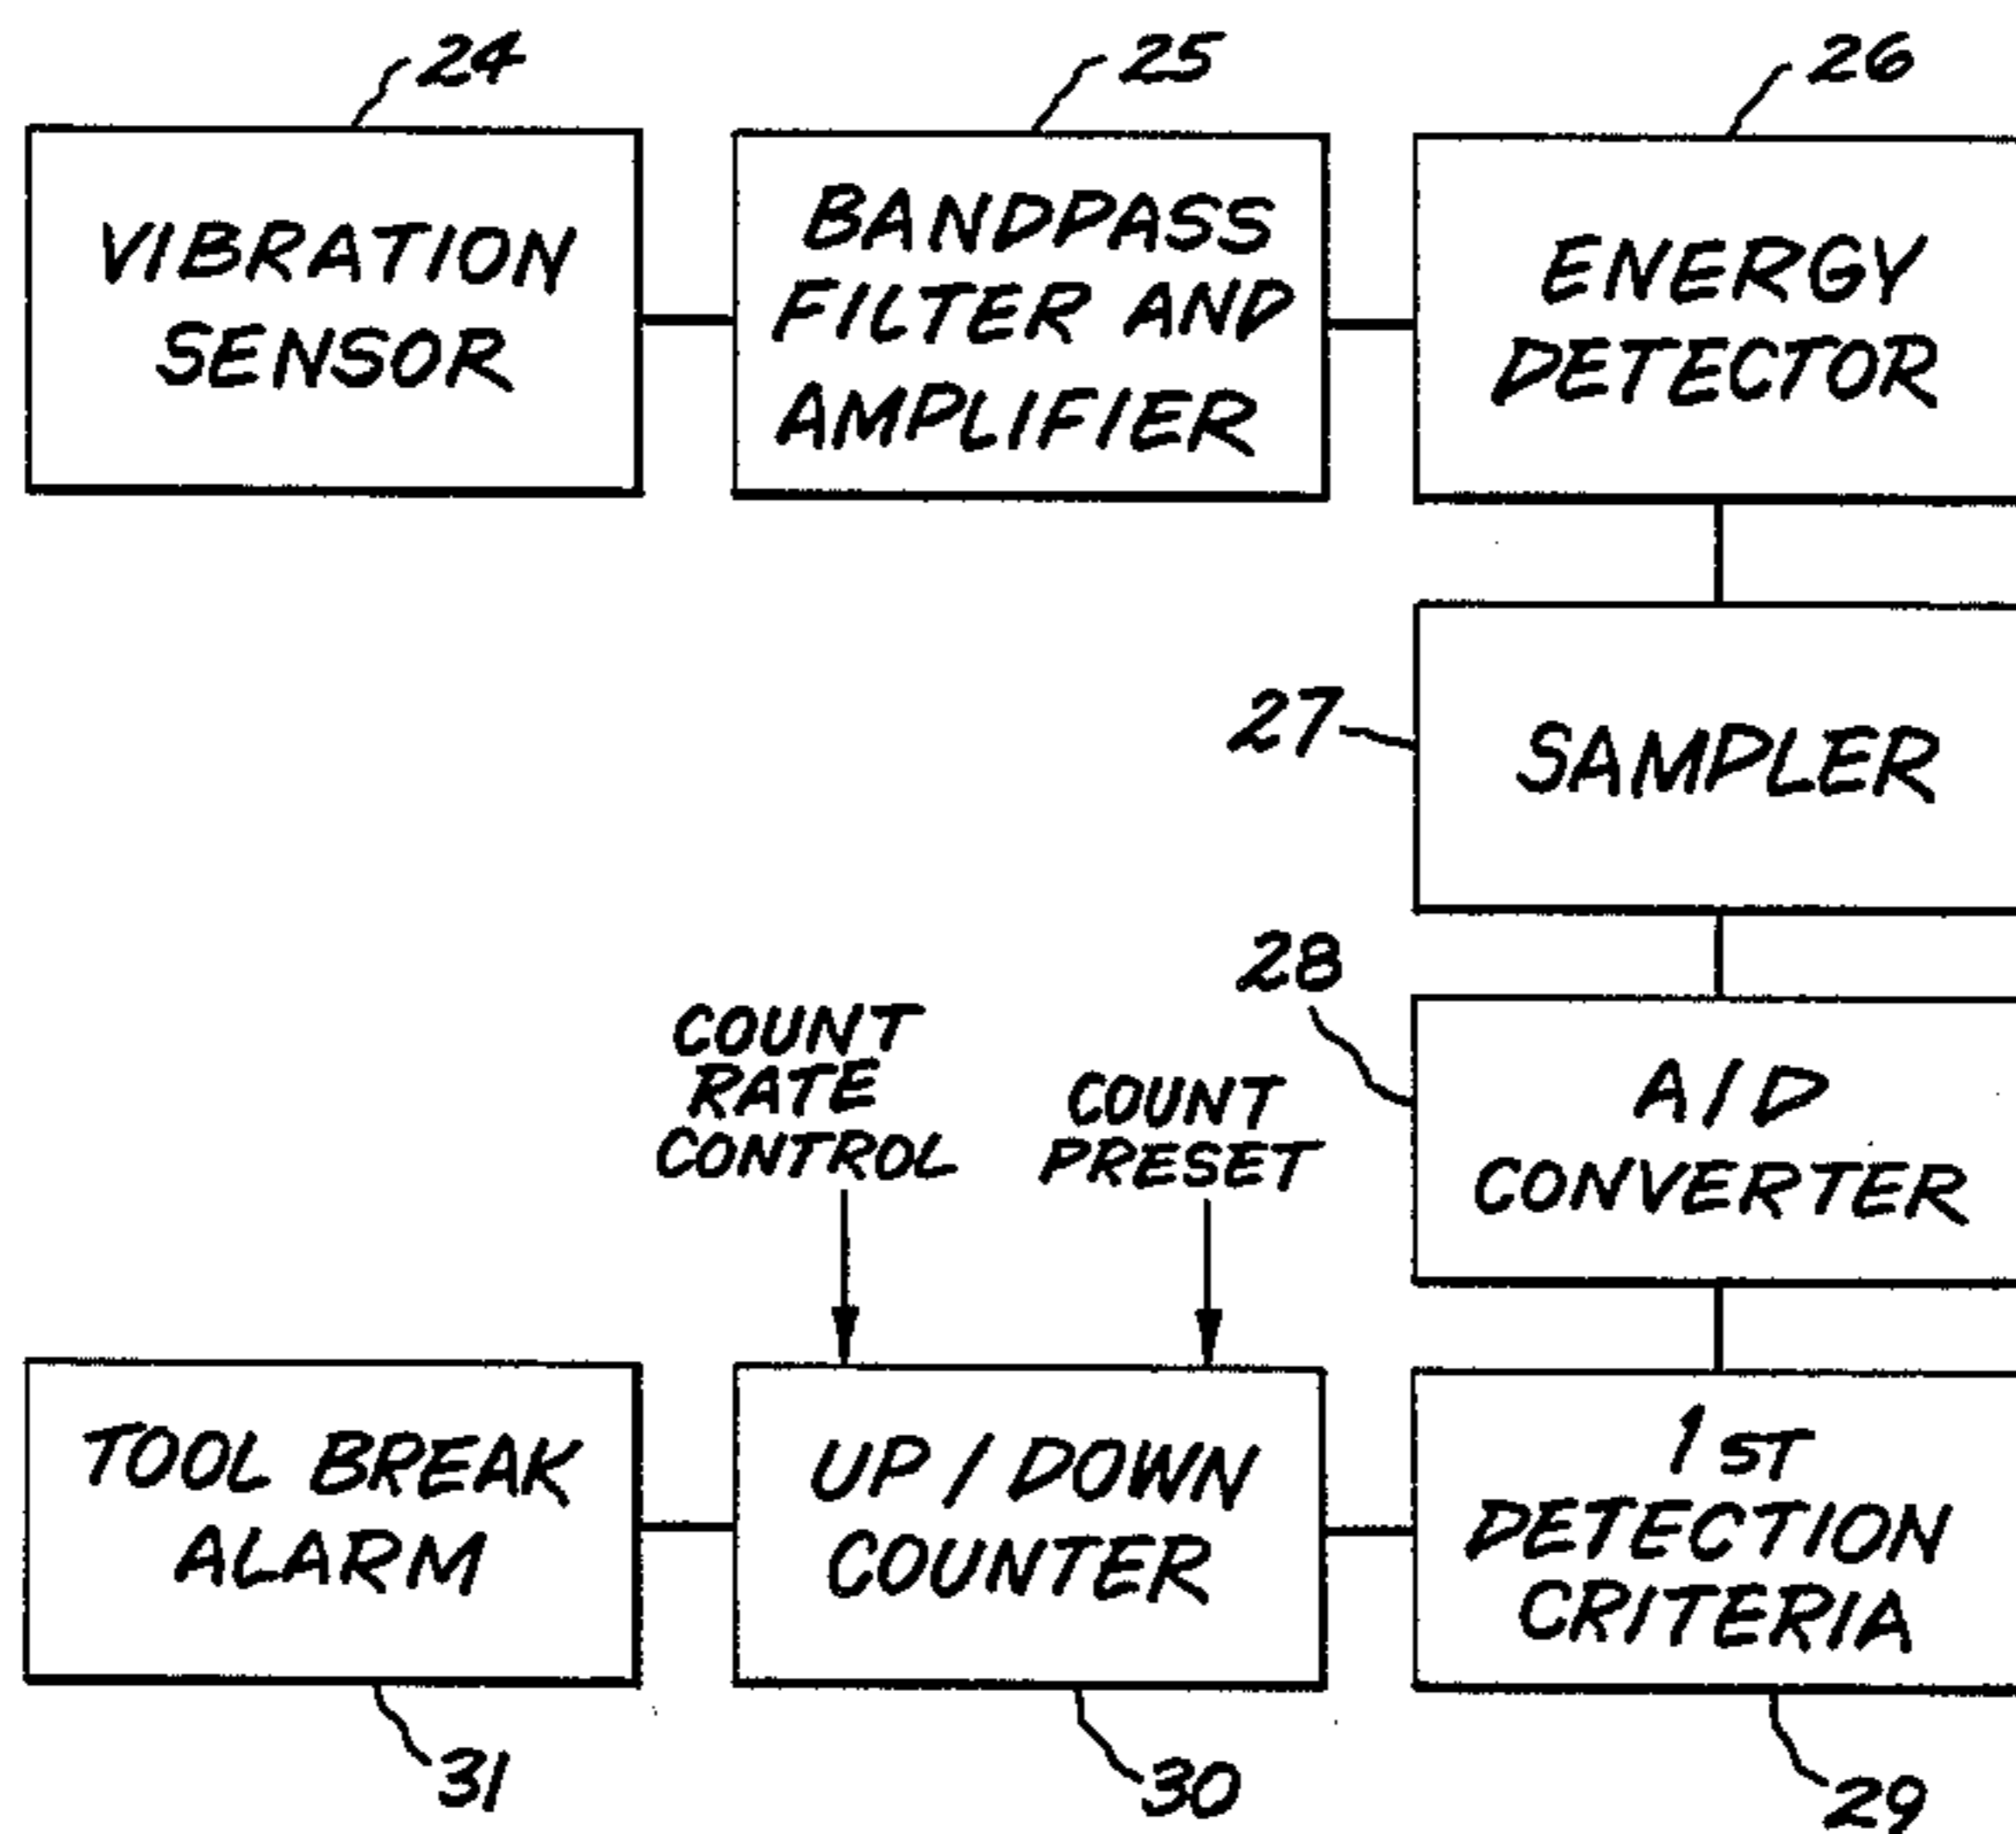 24
25
26
VIBRATION
SENSOR
BANDPASS
FILTER AND
AMPLIFIER
ENERGY
DETECTOR
27
SAMPLER
28
A/D
CONVERTER
COUNT
RATE
CONTROL
COUNT
PRESET
TOOL BREAK
ALARM
UP/DOWN
COUNTER
1ST
DETECTION
CRITERIA
31
30
29